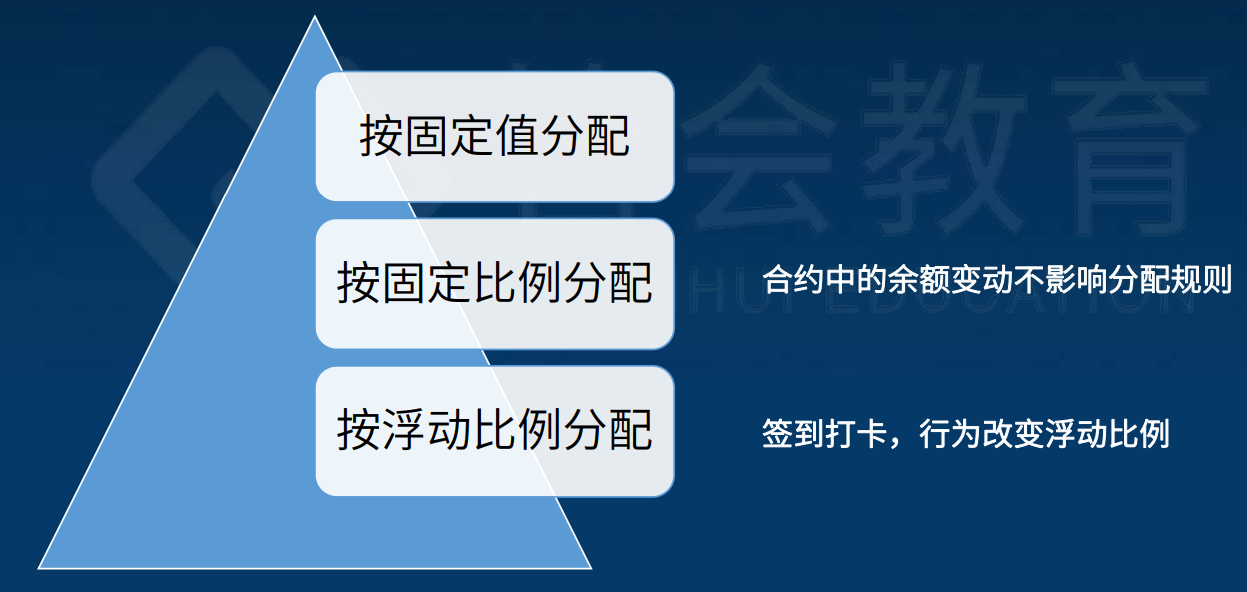 管会教育
按固定值分配
按固定比例分配
合约中的余额变动不影响分配规则
按浮动比例分配
签到打卡，行为改变浮动比例